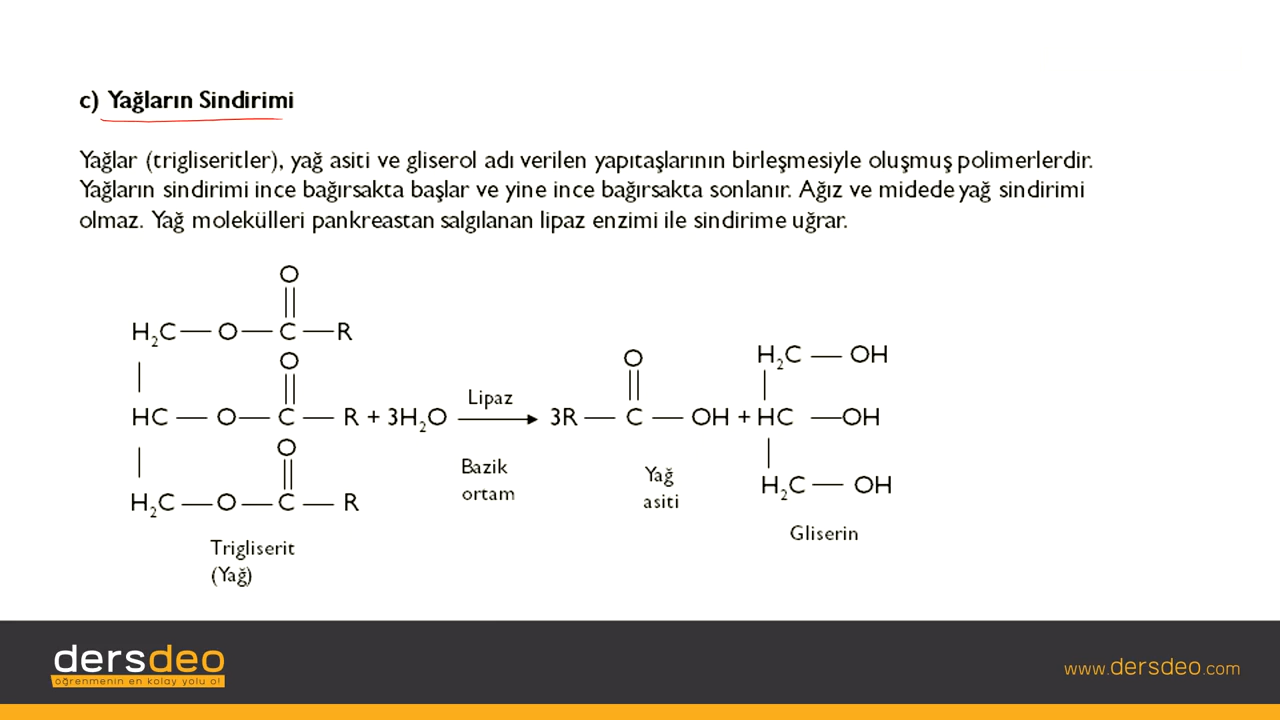 c) Yağların Sindirimi
Yağlar (trigliseritler), yağ asiti ve gliserol adı verilen yapıtaşlarının birleşmesiyle oluşmuş polimerlerdir.
Yağların sindirimi ince bağırsakta başlar ve yine ince bağırsakta sonlanır. Ağız ve midede yağ sindirimi
olmaz. Yağ molekülleri pankreastan salgılanan lipaz enzimi ile sindirime uğrar.
O
||
H₂C — O — C — R
|
O
||
HC — O — C — R + 3H₂O
|
O
||
H₂C — O — C — R
Trigliserit
(Yağ)
Lipaz
Bazik
ortam
O
||
3R — C — OH +
Yağ
asiti
H₂C — OH
|
HC — OH
|
H₂C — OH
Gliserin
dersdeo
öğrenmenin en kolay yolu o!
www.dersdeo.com